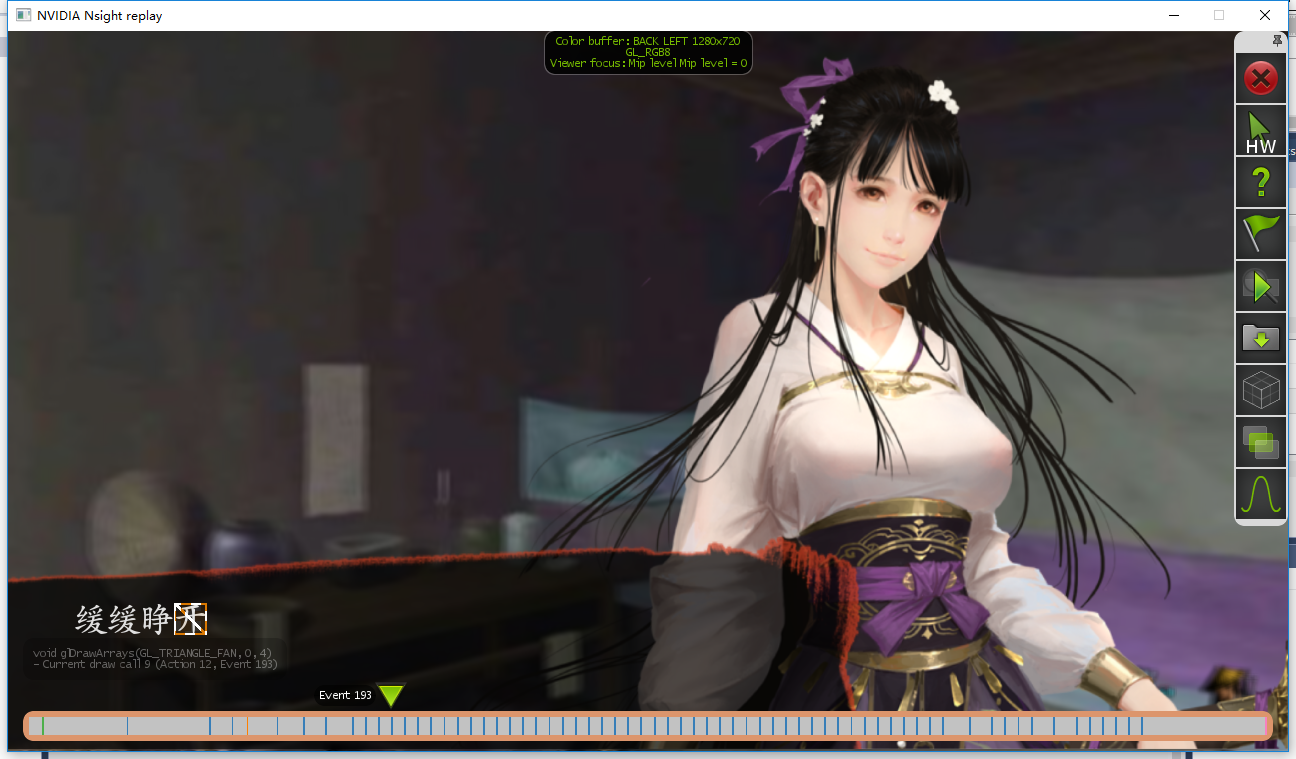 NVIDIA Nsight replay
Color buffer: BACK LEFT 1280x720
GL_RGB8
Viewer focus: Mip level Mip level = 0
HW
?
缓缓睁开
void glDrawArrays(GL_TRIANGLE_FAN, 0, 4)
- Current draw call 9 (Action 12, Event 193)
Event 193